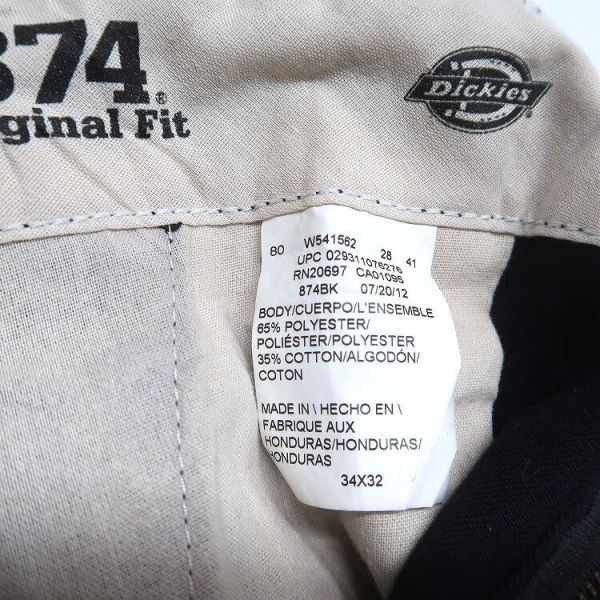 874®
Original Fit
Dickies®
80 W541562 28 41
UPC 029311076276
RN20697 CA01095
874BK 07/20/12
BODY/CUERPO/L'ENSEMBLE
65% POLYESTER/
POLIÉSTER/POLYESTER
35% COTTON/ALGODÓN/
COTON
MADE IN \ HECHO EN \
FABRIQUE AUX
HONDURAS/HONDURAS/
HONDURAS
34X32